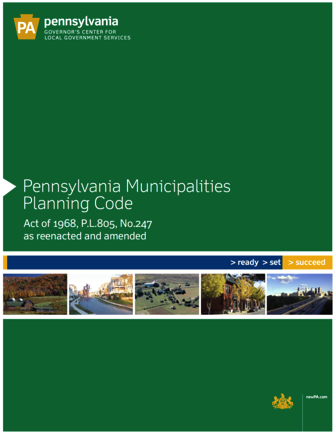 PA
pennsylvania
GOVERNOR'S CENTER FOR
LOCAL GOVERNMENT SERVICES
Pennsylvania Municipalities
Planning Code
Act of 1968, P.L.805, No.247
as reenacted and amended
> ready > set > succeed
newPA.com